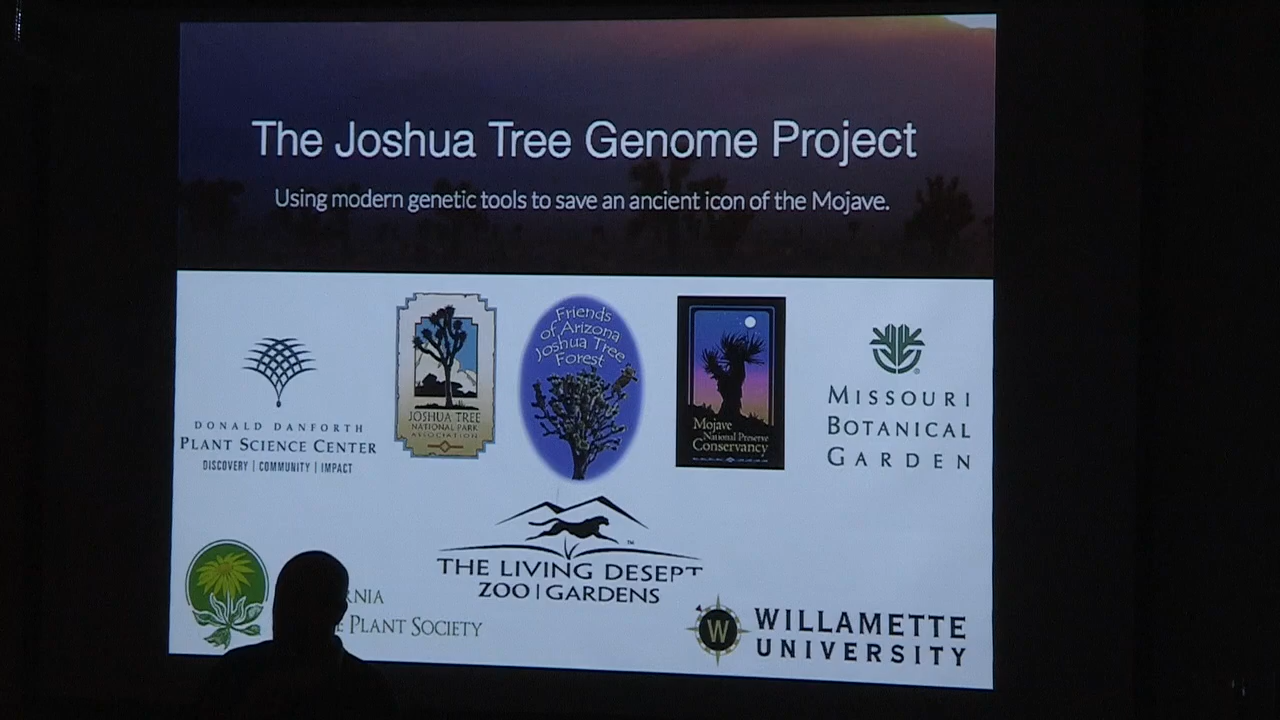 The Joshua Tree Genome Project
Using modern genetic tools to save an ancient icon of the Mojave.
DONALD DANFORTH
PLANT SCIENCE CENTER
DISCOVERY | COMMUNITY | IMPACT
JOSHUA TREE
NATIONAL PARK
ASSOCIATION
Friends
of Arizona
Joshua Tree
Forest
Mojave
National Preserve
Conservancy
MISSOURI
BOTANICAL
GARDEN
THE LIVING DESERT
ZOO | GARDENS
™
RNIA
E PLANT SOCIETY
W
WILLAMETTE
UNIVERSITY